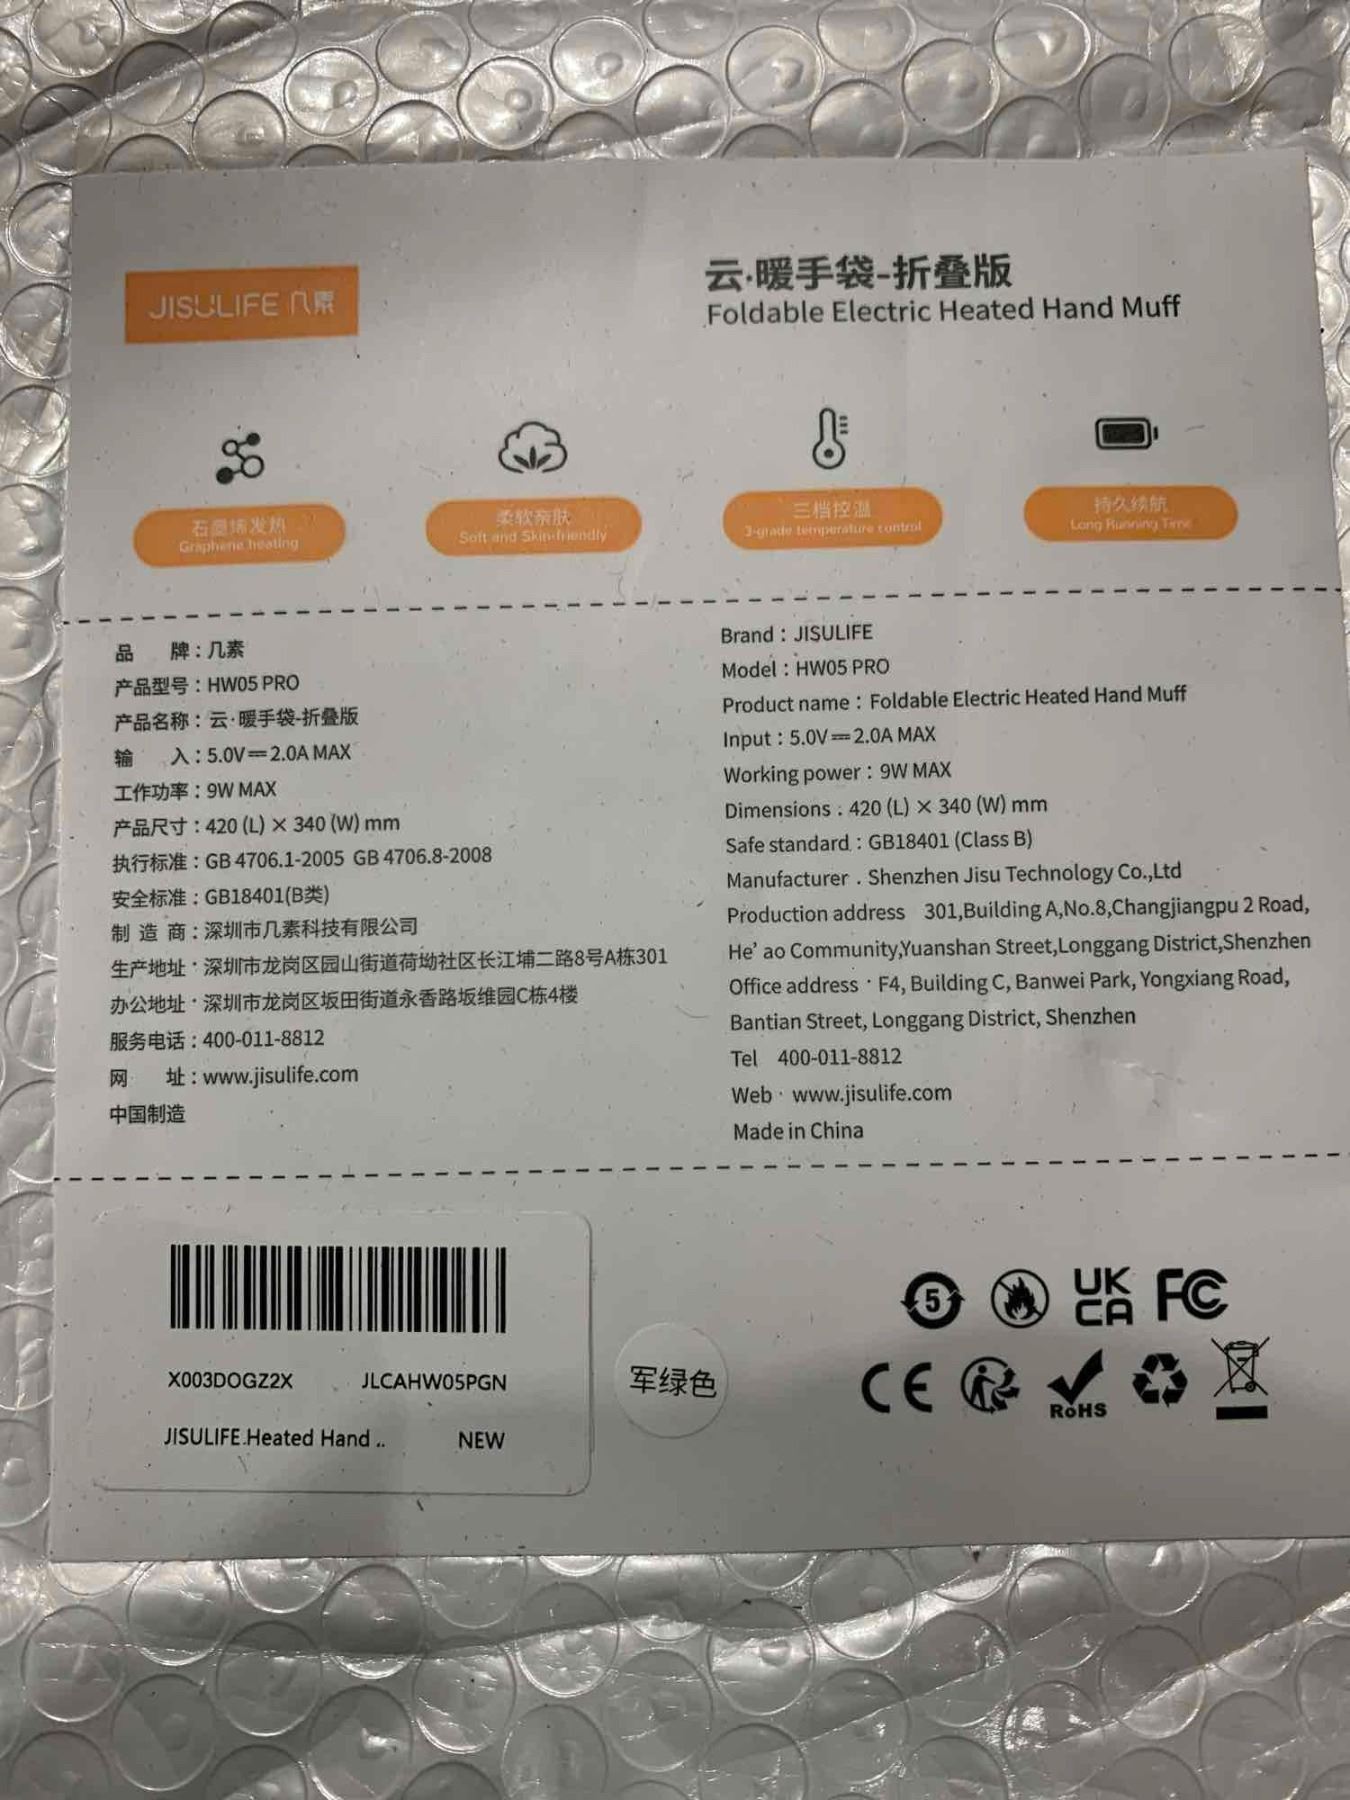 JISULIFE 几素
云·暖手袋-折叠版
Foldable Electric Heated Hand Muff
石墨烯发热
Graphene heating
柔软亲肤
Soft and Skin-friendly
三档控温
3-grade temperature control
持久续航
Long Running Time
品 牌：几素
产品型号：HW05 PRO
产品名称：云·暖手袋-折叠版
输 入：5.0V⎓2.0A MAX
工作功率：9W MAX
产品尺寸：420 (L) × 340 (W) mm
执行标准：GB 4706.1-2005 GB 4706.8-2008
安全标准：GB18401(B类)
制 造 商：深圳市几素科技有限公司
生产地址：深圳市龙岗区园山街道荷坳社区长江埔二路8号A栋301
办公地址：深圳市龙岗区坂田街道永香路坂维园C栋4楼
服务电话：400-011-8812
网 址：www.jisulife.com
中国制造
Brand：JISULIFE
Model：HW05 PRO
Product name：Foldable Electric Heated Hand Muff
Input：5.0V⎓2.0A MAX
Working power：9W MAX
Dimensions：420 (L) × 340 (W) mm
Safe standard：GB18401 (Class B)
Manufacturer：Shenzhen Jisu Technology Co.,Ltd
Production address 301,Building A,No.8,Changjiangpu 2 Road,
He’ ao Community,Yuanshan Street,Longgang District,Shenzhen
Office address：F4, Building C, Banwei Park, Yongxiang Road,
Bantian Street, Longgang District, Shenzhen
Tel 400-011-8812
Web：www.jisulife.com
Made in China
X003DOGZ2X JLCAHW05PGN
JISULIFE Heated Hand .. NEW
军绿色
5 UK CA FC
CE RoHS